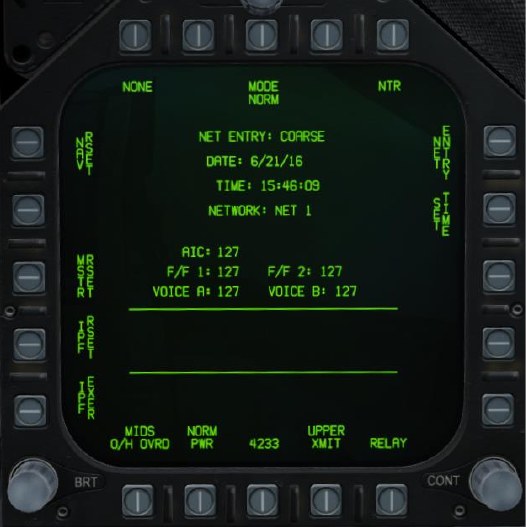 NONE
MODE
NORM
NTR
NAV
RSET
NET ENTRY: COARSE
NET
ENTRY
DATE: 6/21/16
TIME: 15:46:09
NETWORK: NET 1
SET
TIME
AIC: 127
MSTR
RSSET
F/F 1: 127 F/F 2: 127
VOICE A: 127 VOICE B: 127
IPF
RSET
IPF
EXER
MIDS
O/H OVRD
NORM
PWR
4233
UPPER
XMIT
RELAY
BRT
CONT